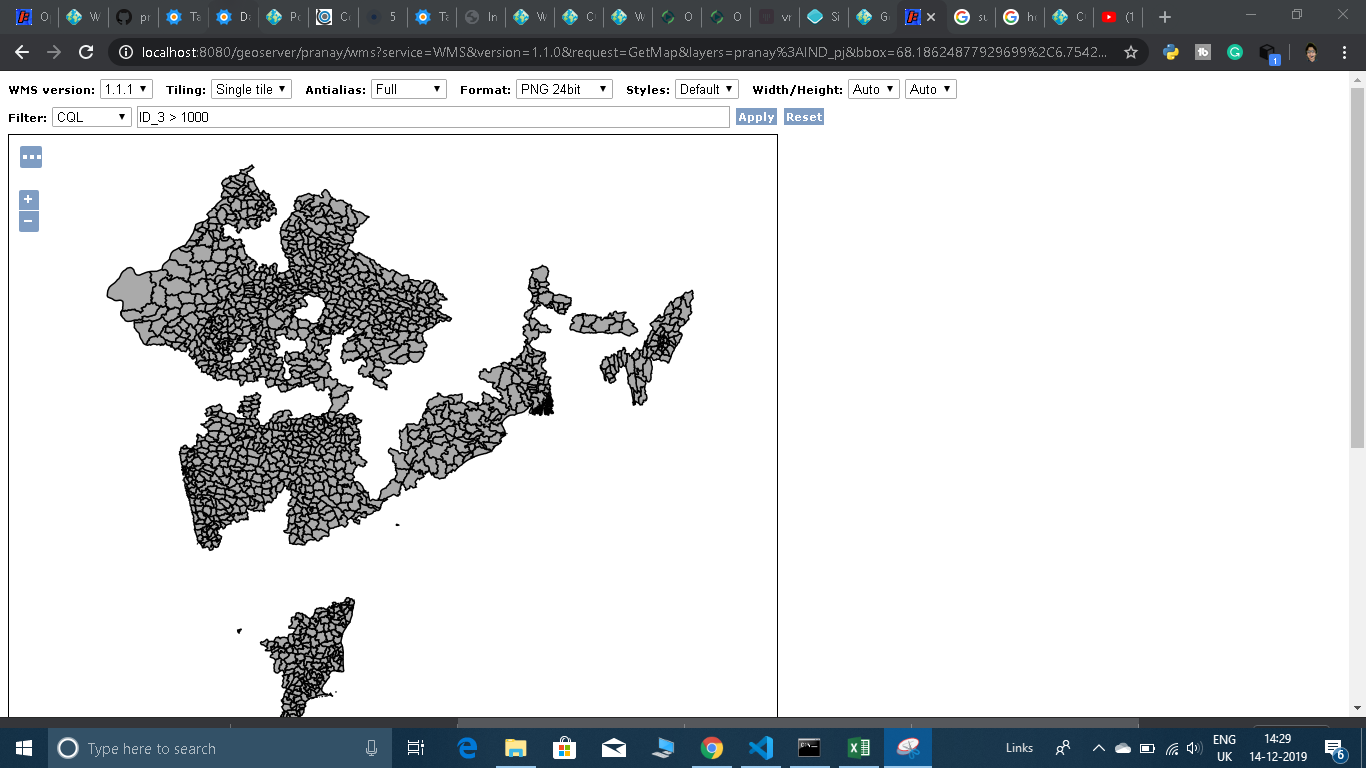 O W pr Ta Da Po C 5 Ta In W C W O O vr Si G su h C (1
localhost:8080/geoserver/pranay/wms?service=WMS&version=1.1.0&request=GetMap&layers=pranay%3AIND_pj&bbox=68.18624877929699%2C6.7542...
WMS version: 1.1.1 Tiling: Single tile Antialias: Full Format: PNG 24bit Styles: Default Width/Height: Auto Auto
Filter: CQL ID_3 > 1000 Apply Reset
+
−
Type here to search Links ENG 14:29
UK 14-12-2019 6